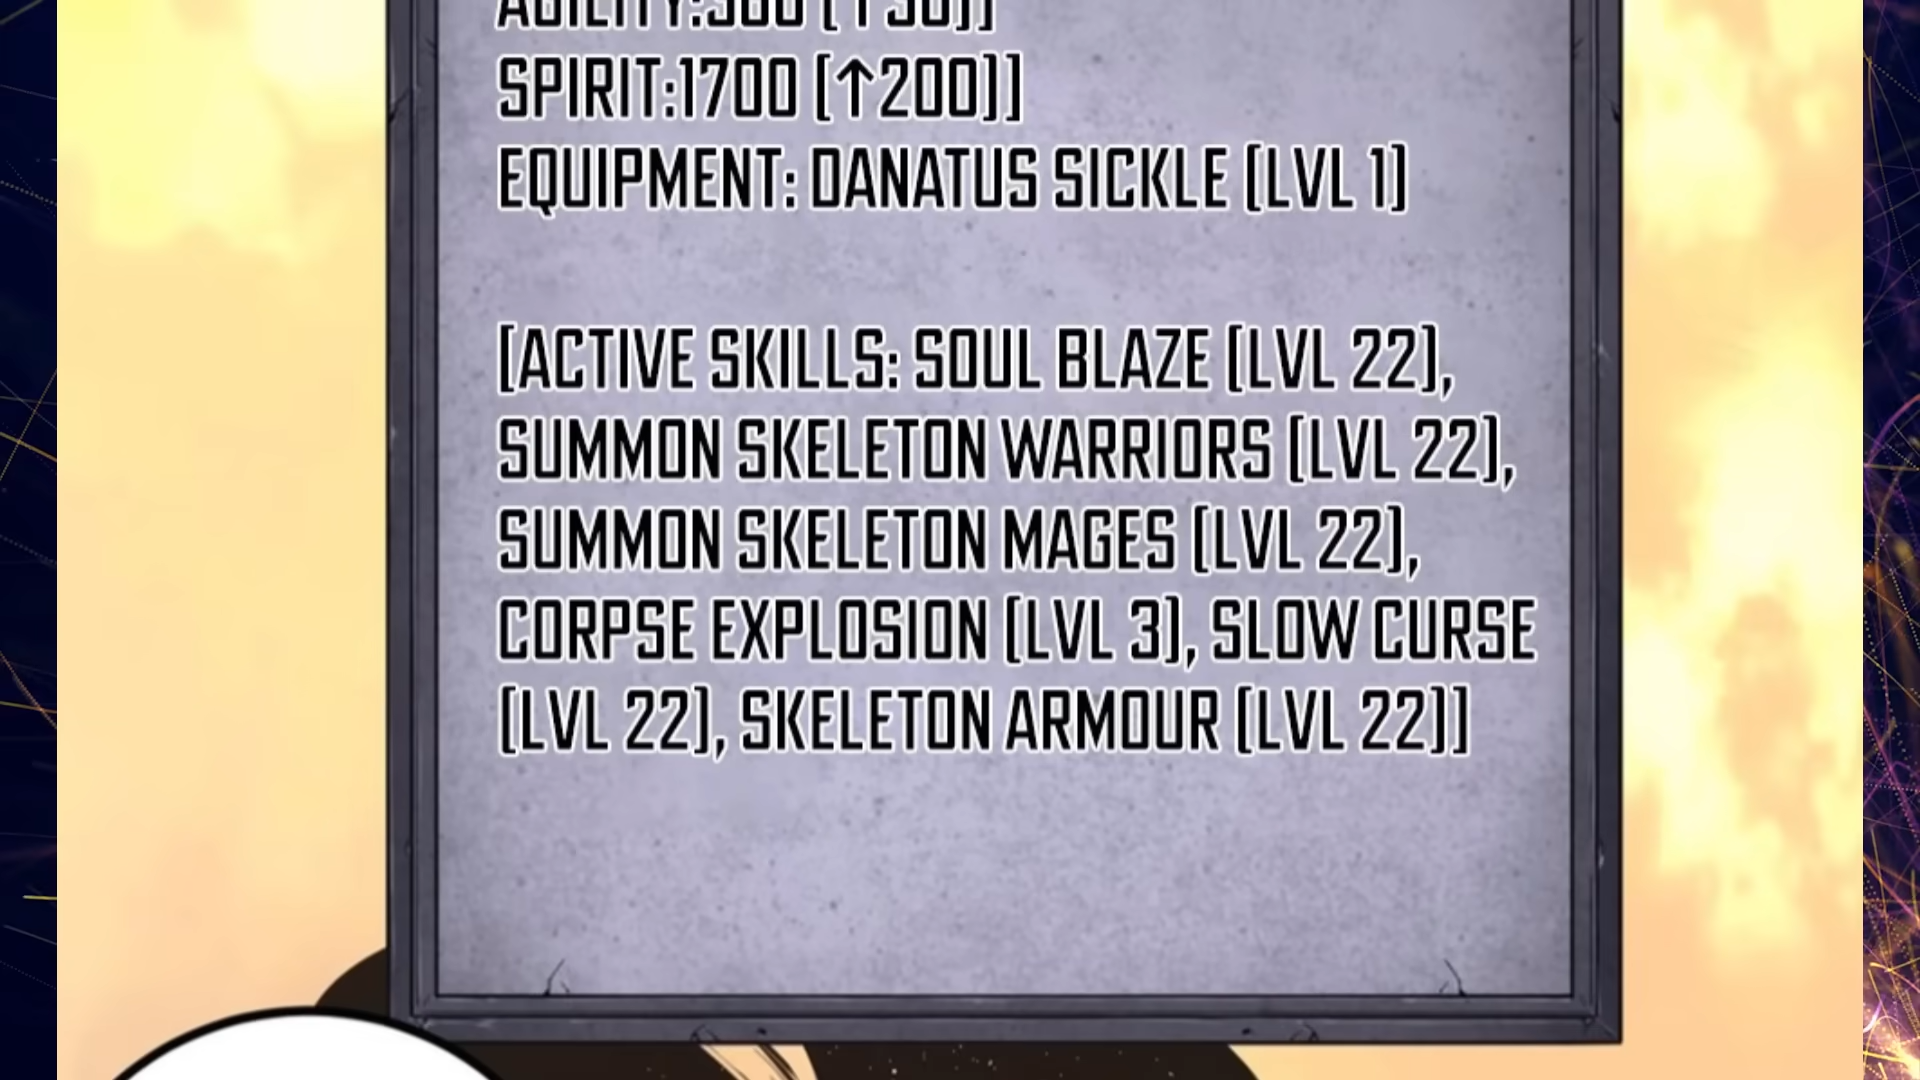 SPIRIT:1700 [↑200]]
EQUIPMENT: DANATUS SICKLE [LVL 1]
[ACTIVE SKILLS: SOUL BLAZE [LVL 22],
SUMMON SKELETON WARRIORS [LVL 22],
SUMMON SKELETON MAGES [LVL 22],
CORPSE EXPLOSION [LVL 3], SLOW CURSE
[LVL 22], SKELETON ARMOUR [LVL 22]]